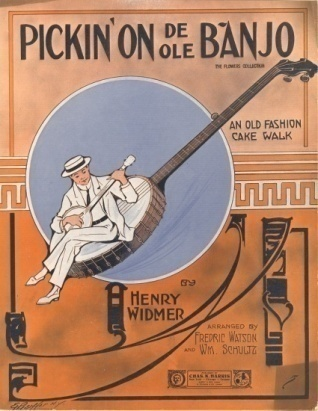 PICKIN' ON DE OLE BANJO
AN OLD FASHION
CAKE WALK
By
HENRY
WIDMER
ARRANGED BY
FREDRIC WATSON
AND WM. SCHULTZ
CHAS. K. HARRIS